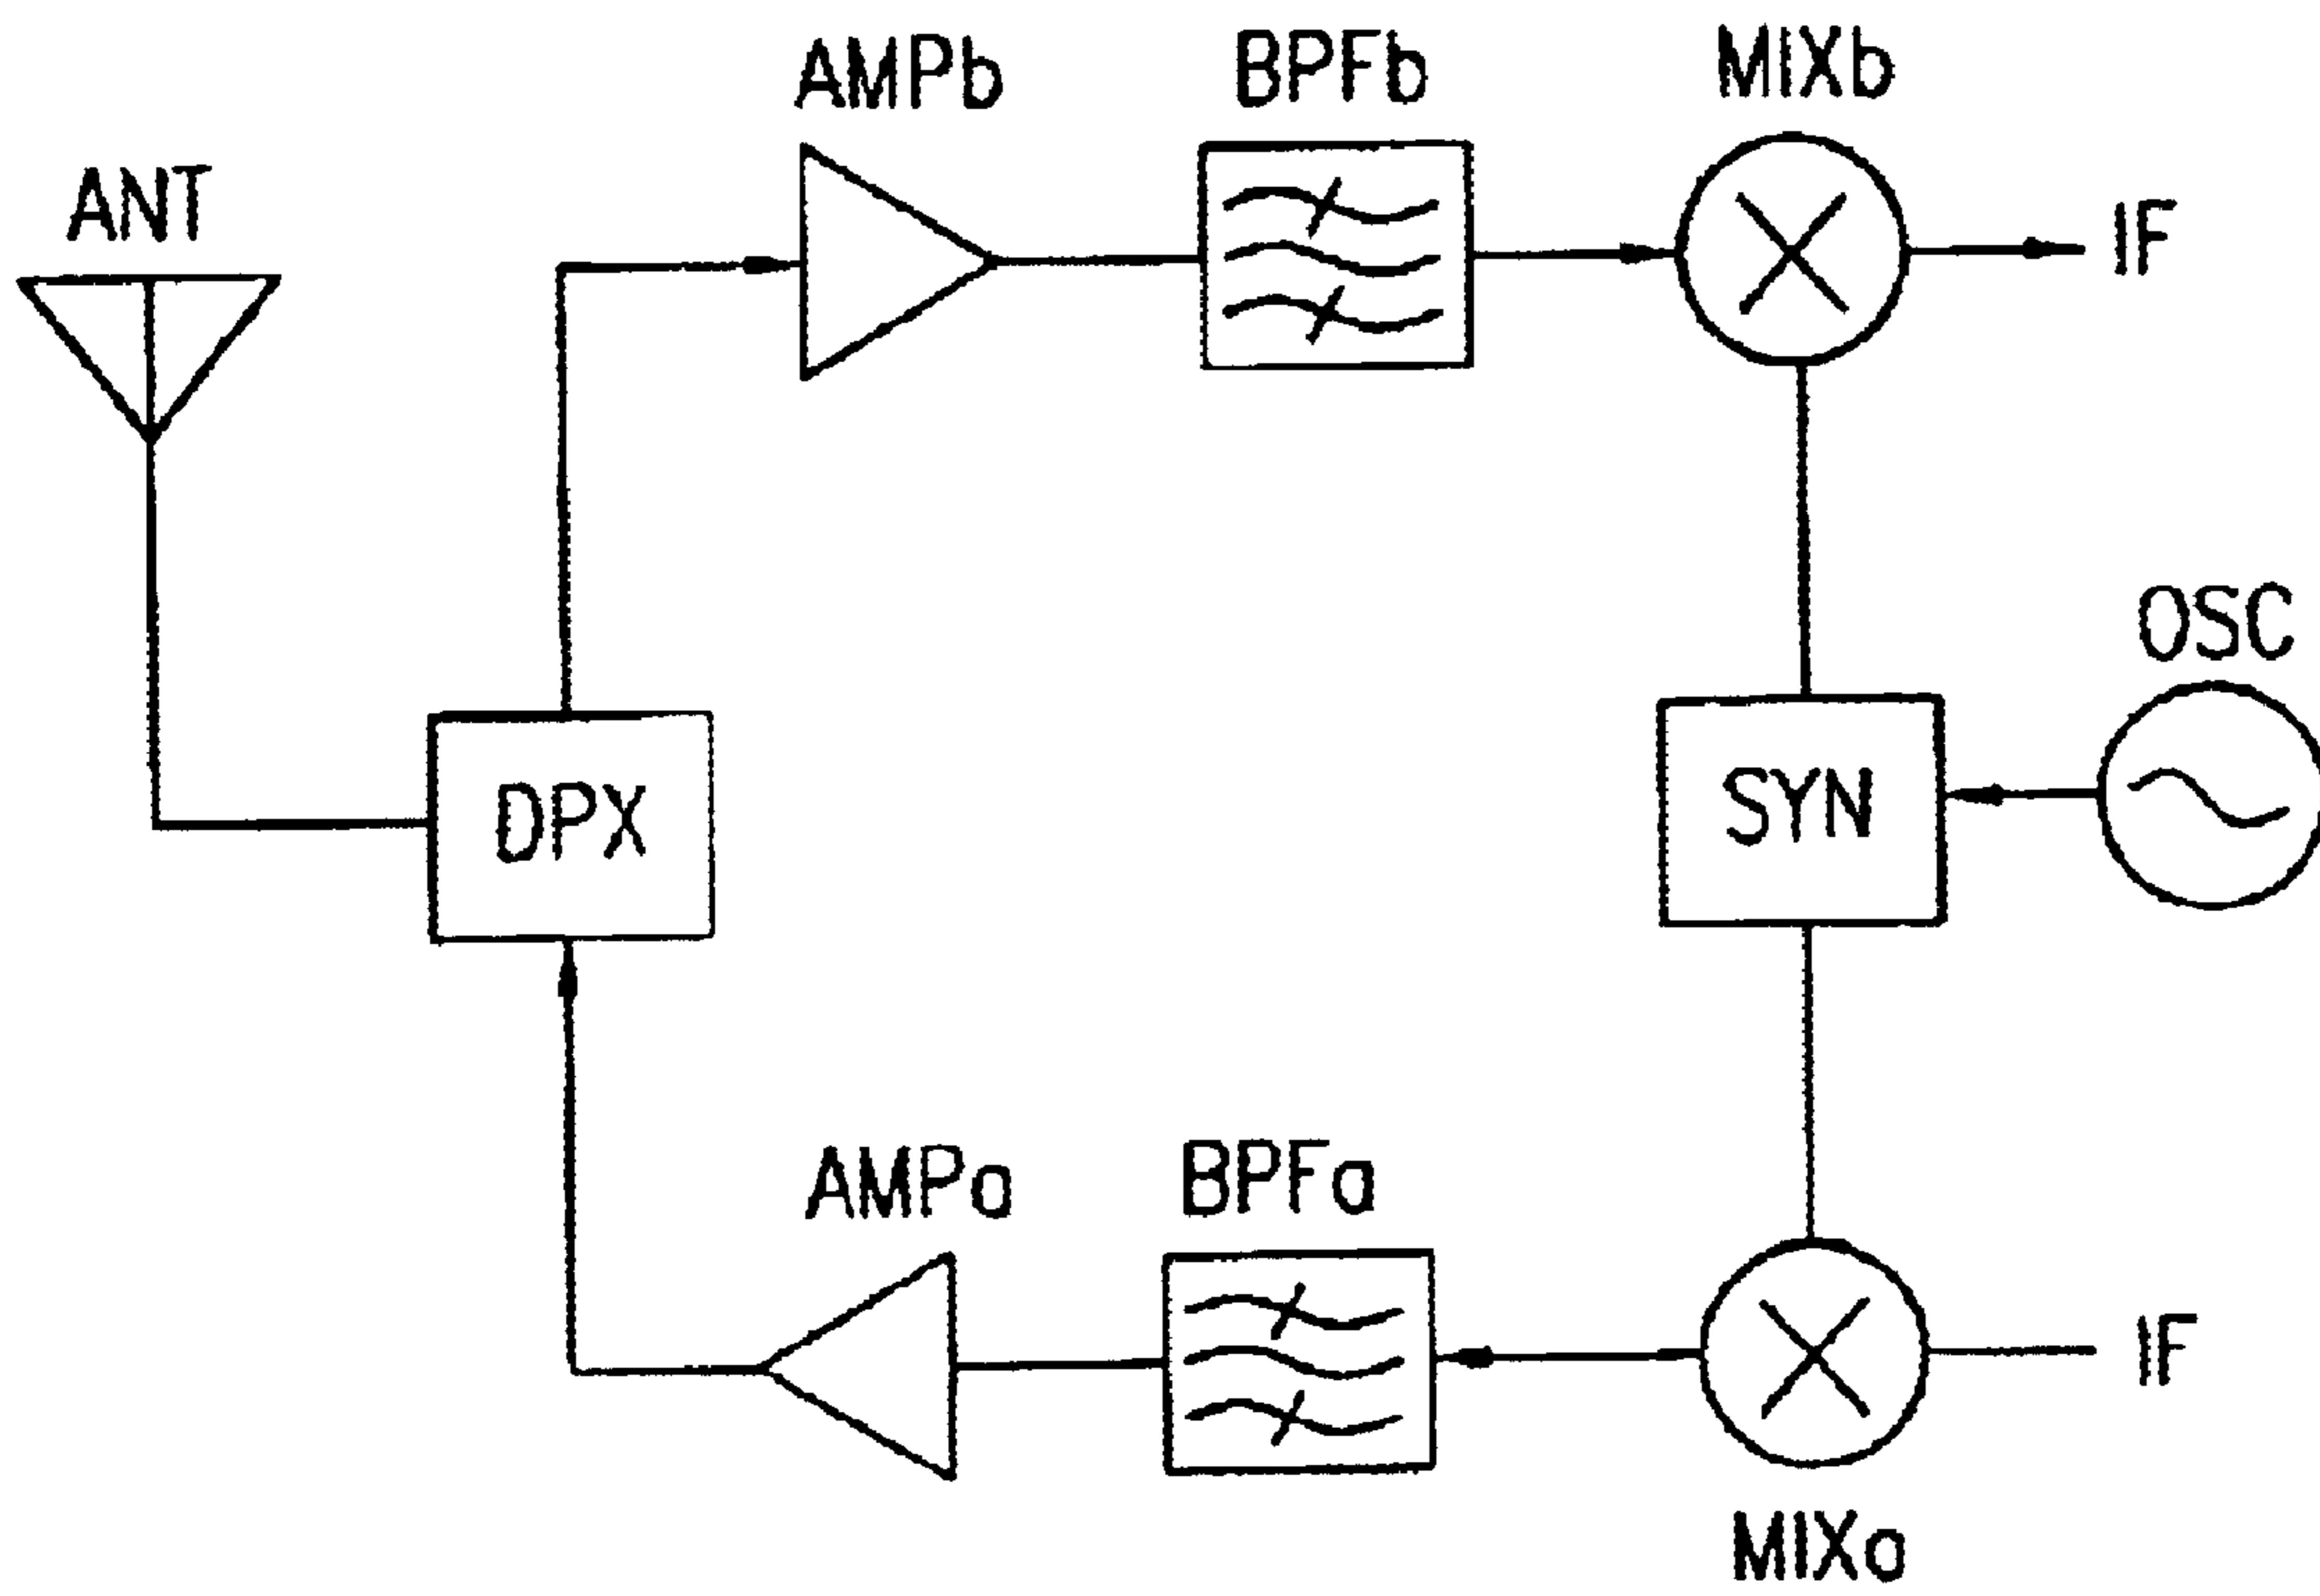 AMPb
BPFb
MIXb
ANT
IF
OSC
DPX
SYN
AMPa
BPFa
IF
MIXa